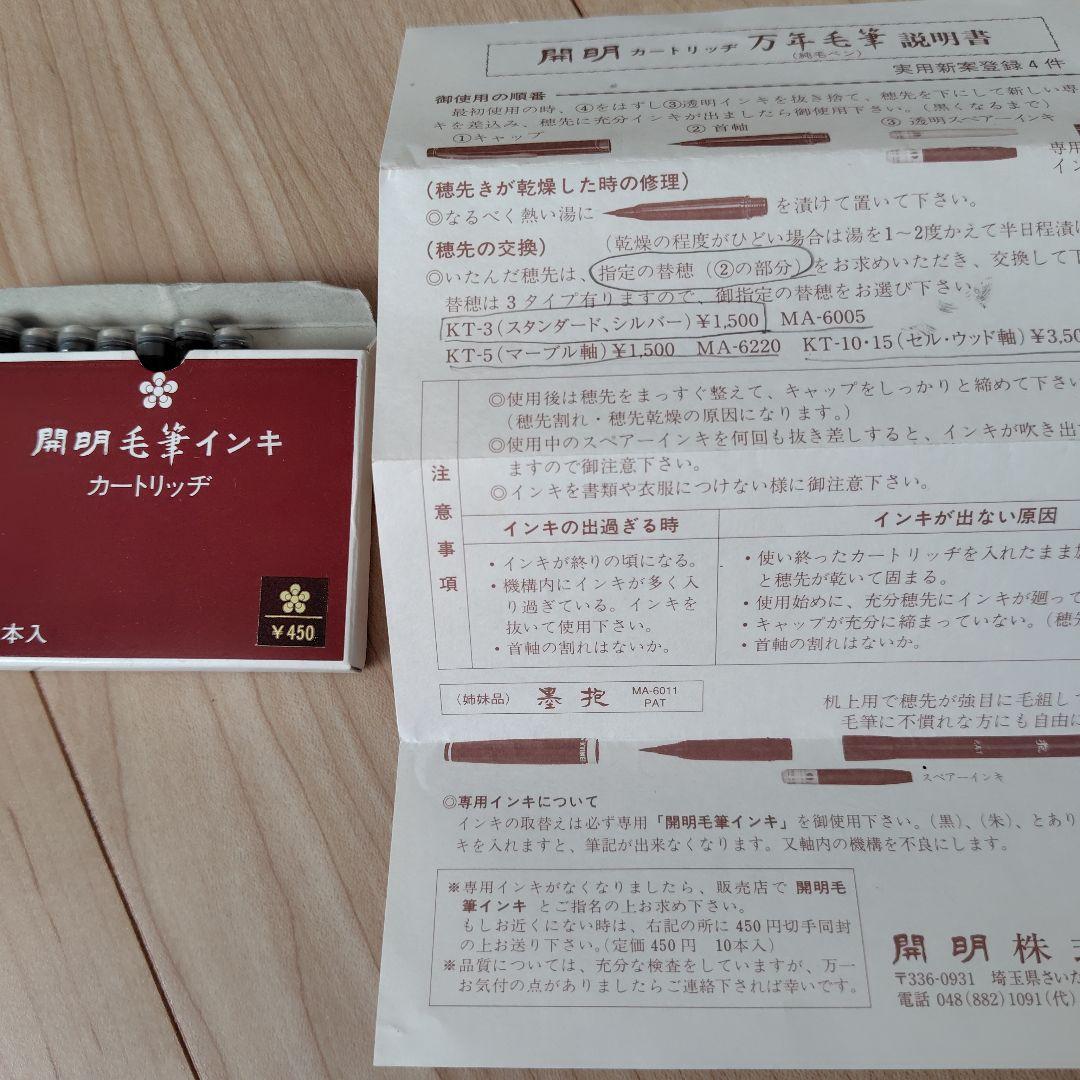 開明毛筆インキ
カートリッヂ
本入
¥450
開明 カートリッヂ 万年毛筆 説明書
(純毛ペン)
実用新案登録4件
御使用の順番
最初使用の時、④をはずし③透明インキを抜き捨て、穂先を下にして新しい専
キを差込み、穂先に充分インキが出ましたら御使用下さい。(黒くなるまで)
①キャップ ② 首軸 ③ 透明スペアーインキ
専用
イン
(穂先きが乾燥した時の修理)
◎なるべく熱い湯に を漬けて置いて下さい。
(乾燥の程度がひどい場合は湯を1〜2度かえて半日程漬け
(穂先の交換)
◎いたんだ穂先は、指定の替穂(②の部分)をお求めいただき、交換して下
替穂は3タイプ有りますので、御指定の替穂をお選び下さい。
KT-3(スタンダード、シルバー)¥1,500 MA-6005
KT-5(マーブル軸)¥1,500 MA-6220 KT-10・15(セル・ウッド軸)¥3,50
注意事項
◎使用後は穂先をまっすぐ整えて、キャップをしっかりと締めて下さい
(穂先割れ・穂先乾燥の原因になります。)
◎使用中のスペアーインキを何回も抜き差しすると、インキが吹き出す
ますので御注意下さい。
◎インキを書類や衣服につけない様に御注意下さい。
インキの出過ぎる時
・インキが終りの頃になる。
・機構内にインキが多く入
り過ぎている。インキを
抜いて使用下さい。
・首軸の割れはないか。
インキが出ない原因
・使い終ったカートリッヂを入れたまま放
と穂先が乾いて固まる。
・使用始めに、充分穂先にインキが廻って
・キャップが充分に締まっていない。(穂先
・首軸の割れはないか。
(姉妹品) 墨抱 MA-6011
PAT
机上用で穂先が強目に毛組して
毛筆に不慣れな方にも自由に
スペアーインキ
◎専用インキについて
インキの取替えは必ず専用「開明毛筆インキ」を御使用下さい。(黒)、(朱)、とあり
キを入れますと、筆記が出来なくなります。又軸内の機構を不良にします。
※専用インキがなくなりましたら、販売店で 開明毛
筆インキ とご指名の上お求め下さい。
もしお近くにない時は、右記の所に450円切手同封
の上お送り下さい。(定価450円 10本入)
※品質については、充分な検査をしていますが、万一
お気付の点がありましたらご連絡下されば幸いです。
開明株式
〒336-0931 埼玉県さいた
電話 048(882)1091(代)